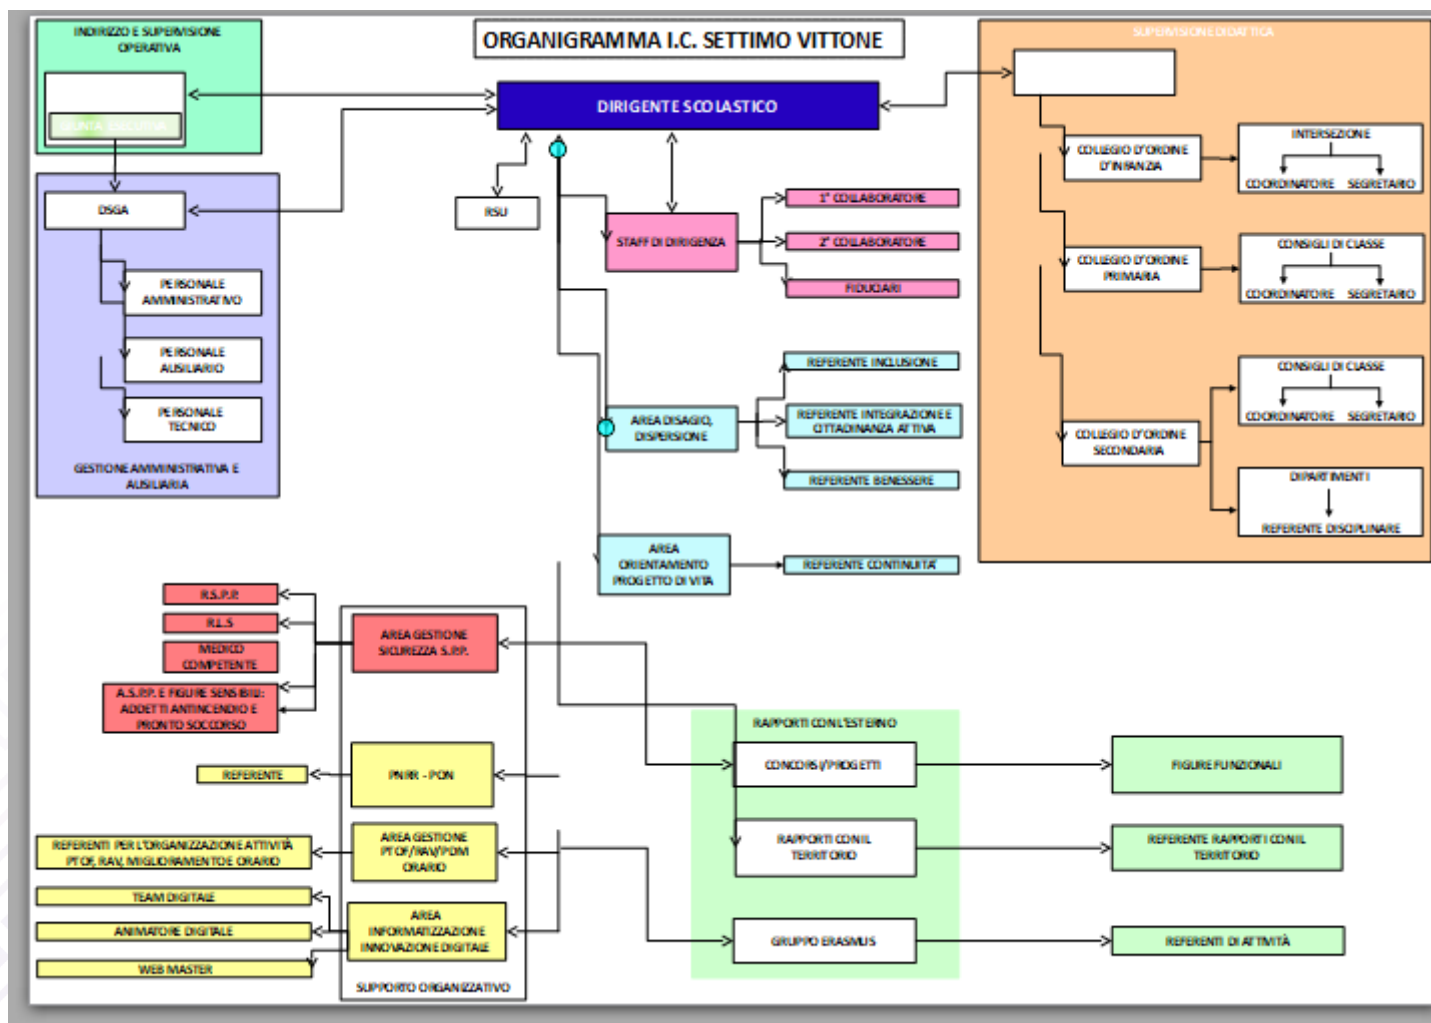 INDIRIZZO E SUPERVISIONE
OPERATIVA
GIUNTA ESECUTIVA
ORGANIGRAMMA I.C. SETTIMO VITTONE
SUPERVISIONE DIDATTICA
DIRIGENTE SCOLASTICO
DSGA
PERSONALE
AMMINISTRATIVO
PERSONALE
AUSILIARIO
PERSONALE
TECNICO
GESTIONE AMMINISTRATIVA E
AUSILIARIA
RSU
STAFF DI DIRIGENZA
1° COLLABORATORE
2° COLLABORATORE
FIDUCIARI
AREA DISAGIO,
DISPERSIONE
REFERENTE INCLUSIONE
REFERENTE INTEGRAZIONE E
CITTADINANZA ATTIVA
REFERENTE BENESSERE
AREA
ORIENTAMENTO
PROGETTO DI VITA
REFERENTE CONTINUITA'
COLLEGIO D'ORDINE
D'INFANZIA
INTERSEZIONE
COORDINATORE SEGRETARIO
COLLEGIO D'ORDINE
PRIMARIA
CONSIGLI DI CLASSE
COORDINATORE SEGRETARIO
COLLEGIO D'ORDINE
SECONDARIA
CONSIGLI DI CLASSE
COORDINATORE SEGRETARIO
DIPARTIMENTI
REFERENTE DISCIPLINARE
R.S.P.P.
R.L.S
MEDICO
COMPETENTE
A.S.P.P. E FIGURE SENSIBILI:
ADDETTI ANTINCENDIO E
PRONTO SOCCORSO
AREA GESTIONE
SICUREZZA S.P.P.
REFERENTE
PNRR - PON
REFERENTI PER L'ORGANIZZAZIONE ATTIVITÀ
PTOF, RAV, MIGLIORAMENTO E ORARIO
AREA GESTIONE
PTOF/RAV/PDM
ORARIO
TEAM DIGITALE
ANIMATORE DIGITALE
WEB MASTER
AREA
INFORMATIZZAZIONE
INNOVAZIONE DIGITALE
SUPPORTO ORGANIZZATIVO
RAPPORTI CON L'ESTERNO
CONCORSI/PROGETTI
FIGURE FUNZIONALI
RAPPORTI CON IL
TERRITORIO
REFERENTE RAPPORTI CON IL
TERRITORIO
GRUPPO ERASMUS
REFERENTI DI ATTIVITÀ